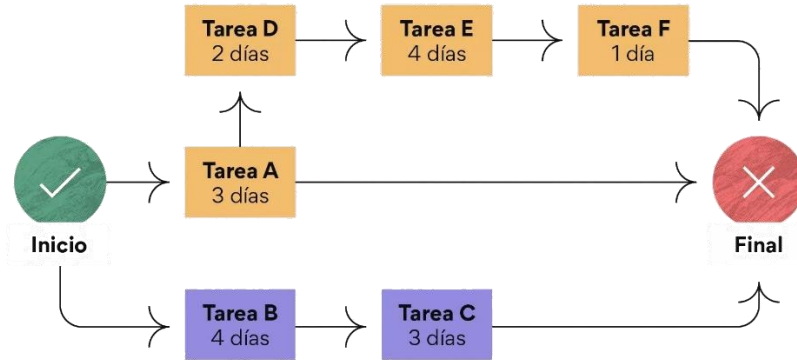 Tarea D
2 días
Tarea E
4 días
Tarea F
1 día
Tarea A
3 días
Inicio
Final
Tarea B
4 días
Tarea C
3 días